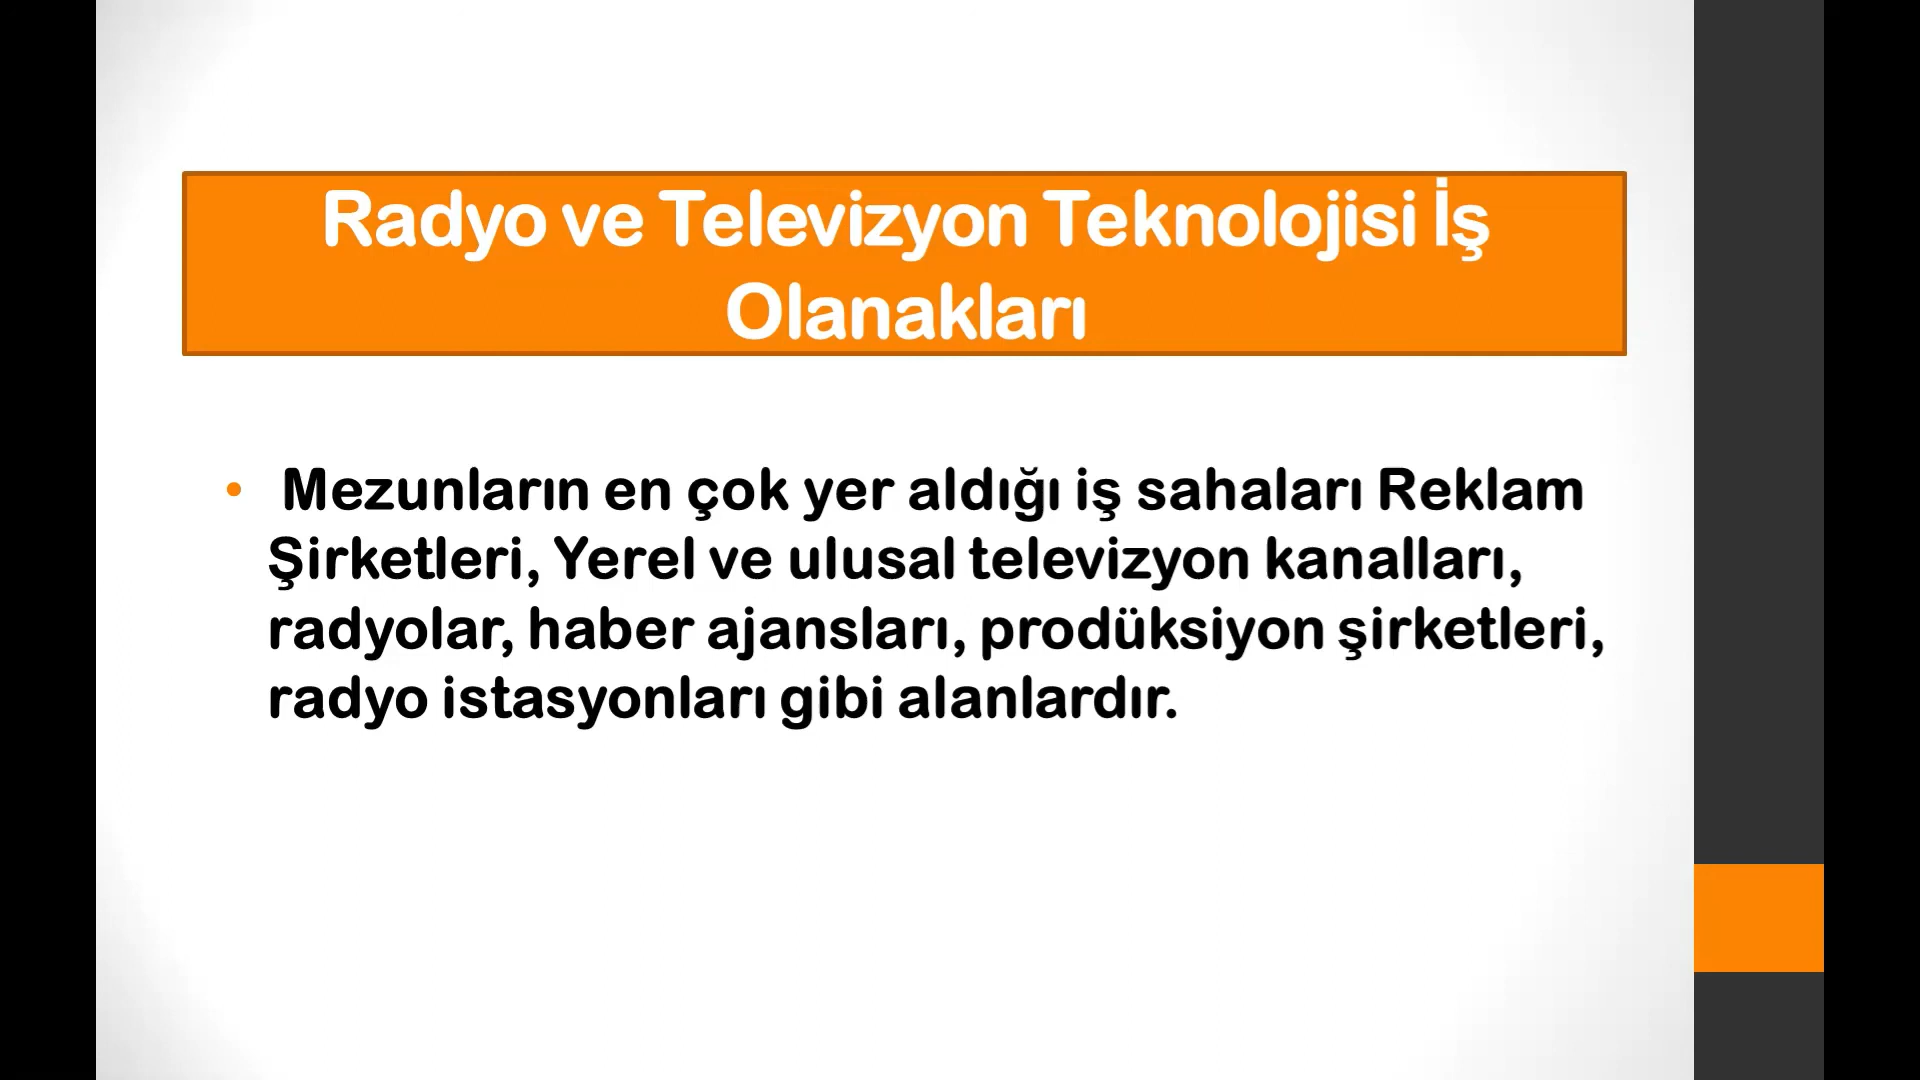 Radyo ve Televizyon Teknolojisi İş
Olanakları
• Mezunların en çok yer aldığı iş sahaları Reklam
Şirketleri, Yerel ve ulusal televizyon kanalları,
radyolar, haber ajansları, prodüksiyon şirketleri,
radyo istasyonları gibi alanlardır.